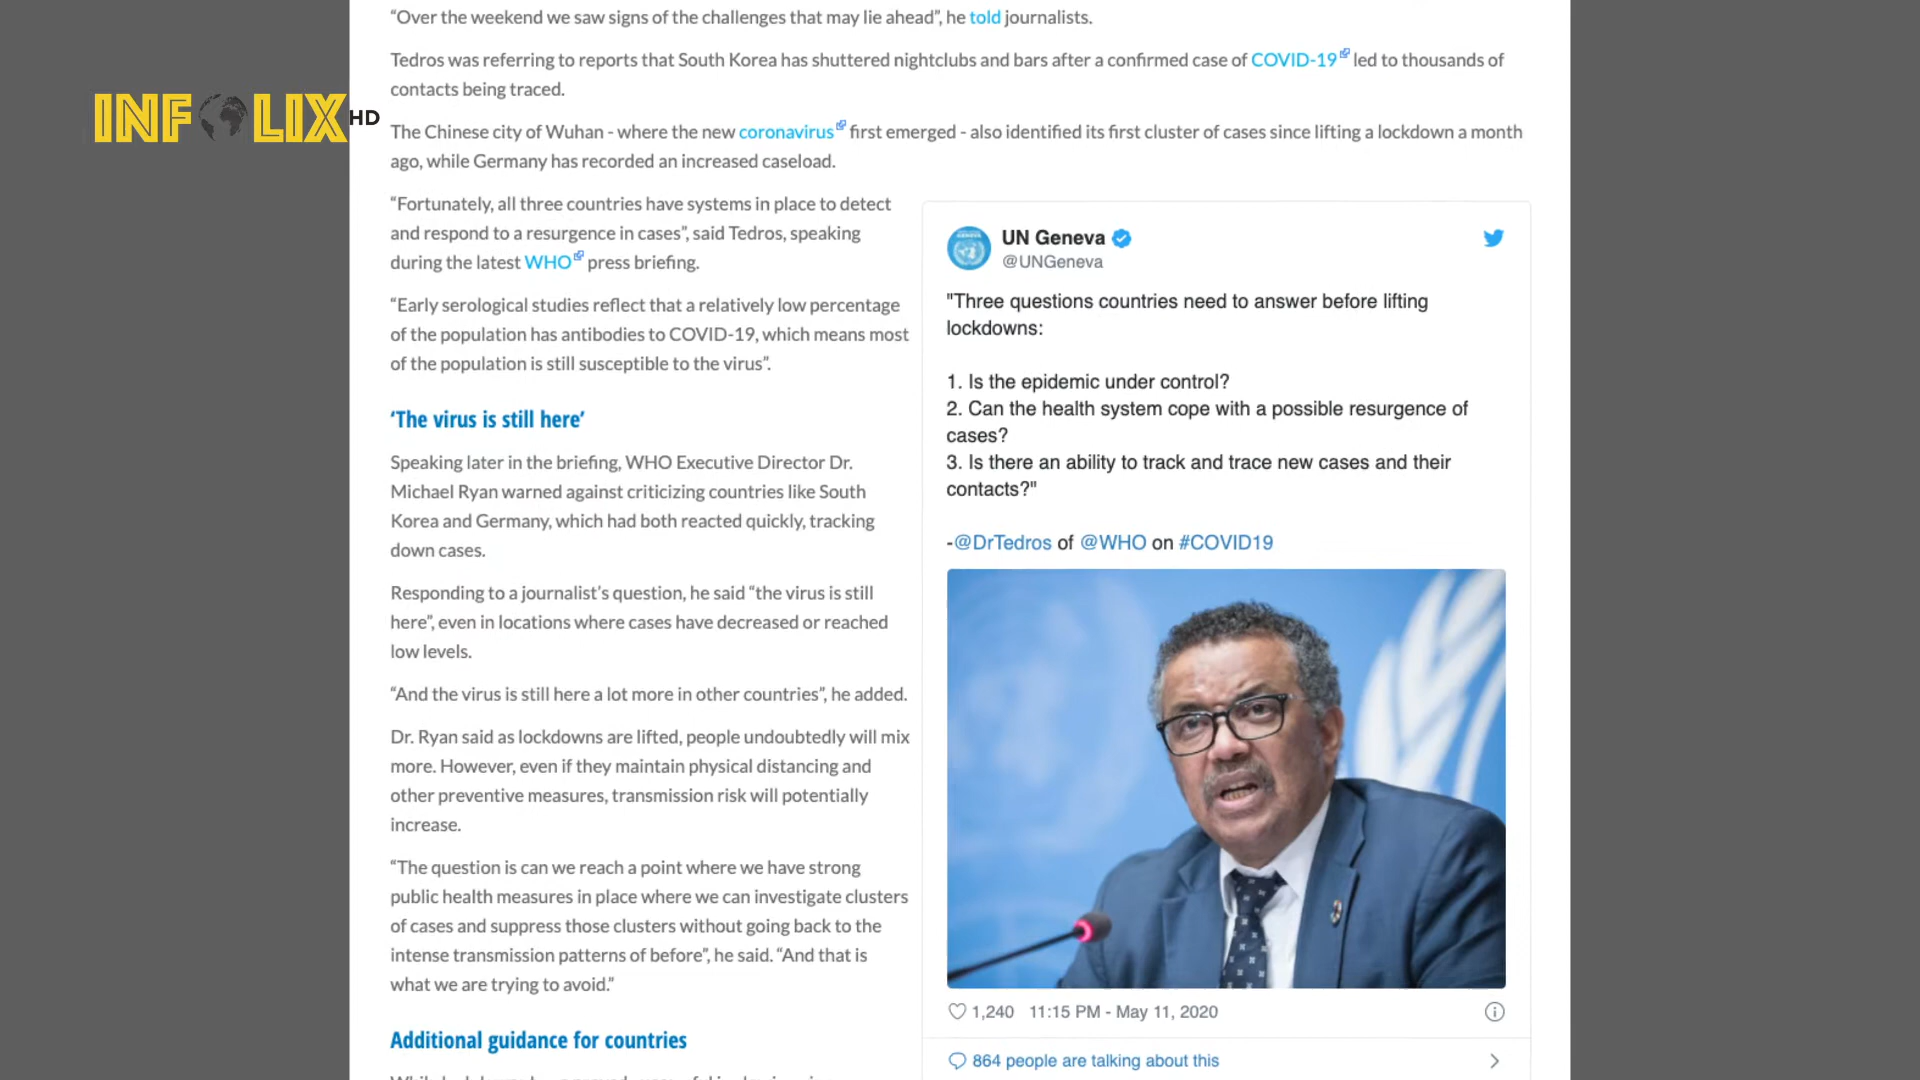 “Over the weekend we saw signs of the challenges that may lie ahead”, he told journalists.
Tedros was referring to reports that South Korea has shuttered nightclubs and bars after a confirmed case of COVID-19 led to thousands of
contacts being traced.
INFOLIX HD
The Chinese city of Wuhan - where the new coronavirus first emerged - also identified its first cluster of cases since lifting a lockdown a month
ago, while Germany has recorded an increased caseload.
“Fortunately, all three countries have systems in place to detect
and respond to a resurgence in cases”, said Tedros, speaking
during the latest WHO press briefing.
“Early serological studies reflect that a relatively low percentage
of the population has antibodies to COVID-19, which means most
of the population is still susceptible to the virus”.
‘The virus is still here’
Speaking later in the briefing, WHO Executive Director Dr.
Michael Ryan warned against criticizing countries like South
Korea and Germany, which had both reacted quickly, tracking
down cases.
Responding to a journalist’s question, he said “the virus is still
here”, even in locations where cases have decreased or reached
low levels.
“And the virus is still here a lot more in other countries”, he added.
Dr. Ryan said as lockdowns are lifted, people undoubtedly will mix
more. However, even if they maintain physical distancing and
other preventive measures, transmission risk will potentially
increase.
“The question is can we reach a point where we have strong
public health measures in place where we can investigate clusters
of cases and suppress those clusters without going back to the
intense transmission patterns of before”, he said. “And that is
what we are trying to avoid.”
Additional guidance for countries
UN Geneva
@UNGeneva
"Three questions countries need to answer before lifting
lockdowns:
1. Is the epidemic under control?
2. Can the health system cope with a possible resurgence of
cases?
3. Is there an ability to track and trace new cases and their
contacts?"
-@DrTedros of @WHO on #COVID19
1,240 11:15 PM - May 11, 2020
864 people are talking about this